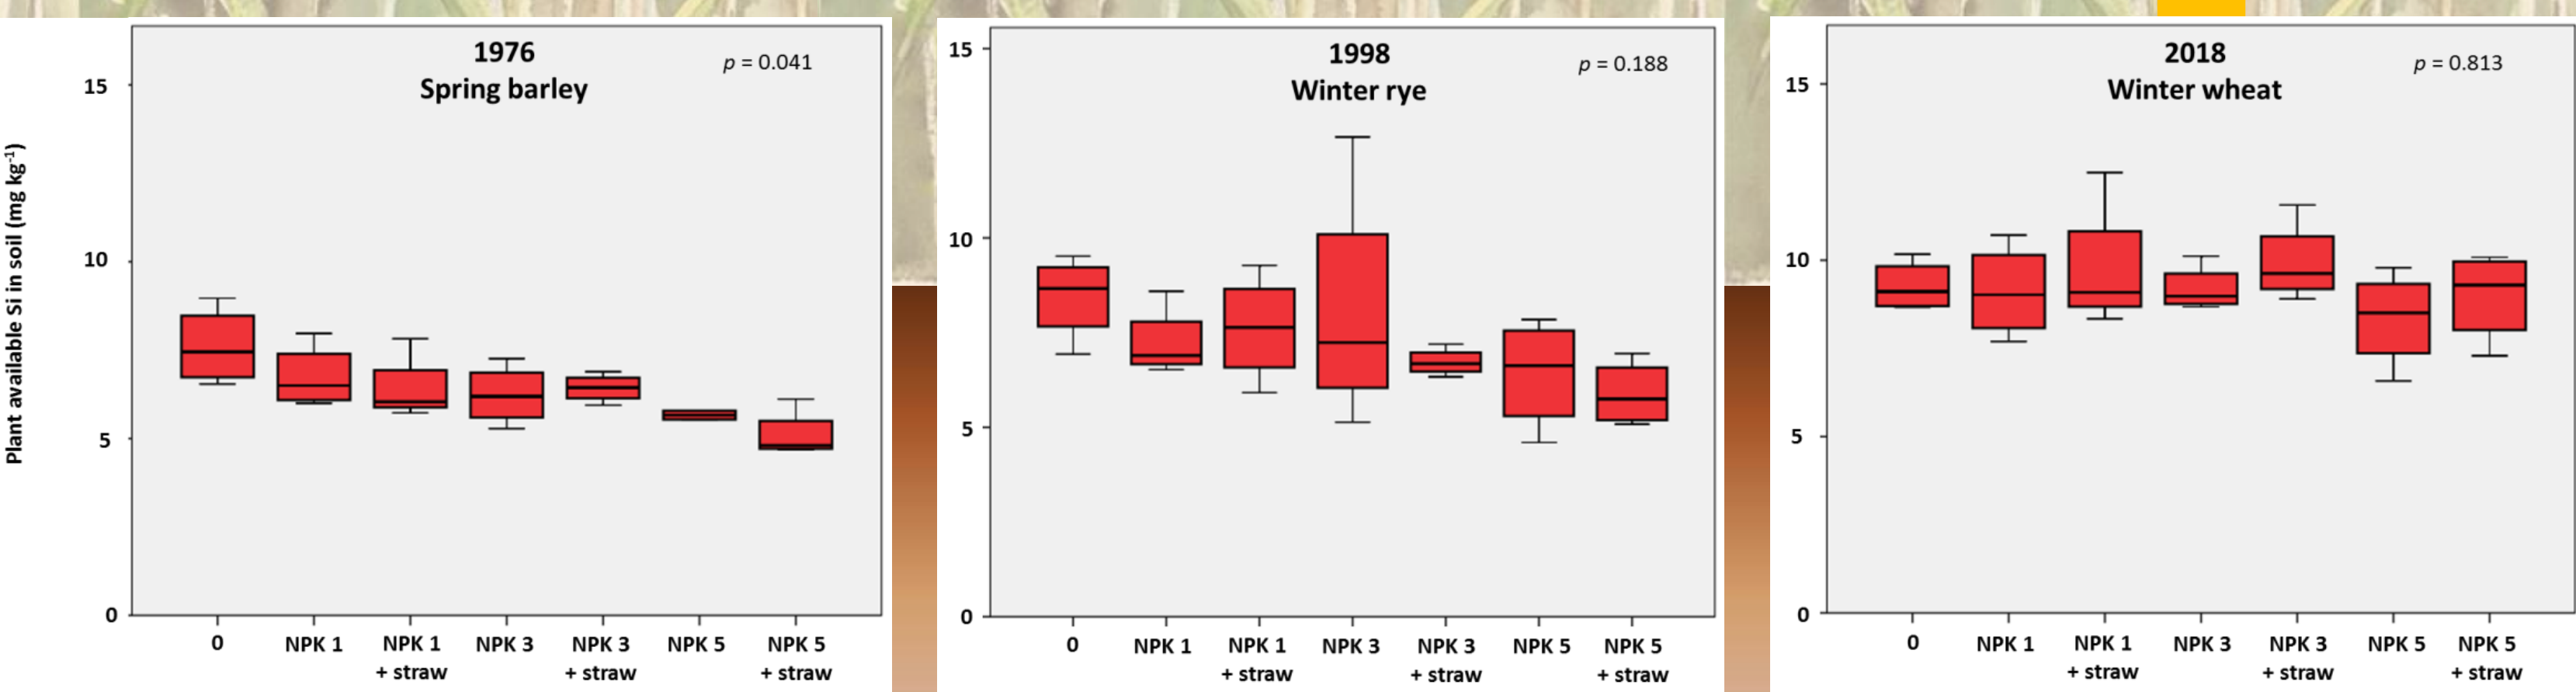 Plant available Si in soil (mg kg⁻¹)
1976
Spring barley
p = 0.041
15
10
5
0
0
NPK 1
NPK 1
+ straw
NPK 3
NPK 3
+ straw
NPK 5
NPK 5
+ straw
1998
Winter rye
p = 0.188
15
10
5
0
0
NPK 1
NPK 1
+ straw
NPK 3
NPK 3
+ straw
NPK 5
NPK 5
+ straw
2018
Winter wheat
p = 0.813
15
10
5
0
0
NPK 1
NPK 1
+ straw
NPK 3
NPK 3
+ straw
NPK 5
NPK 5
+ straw